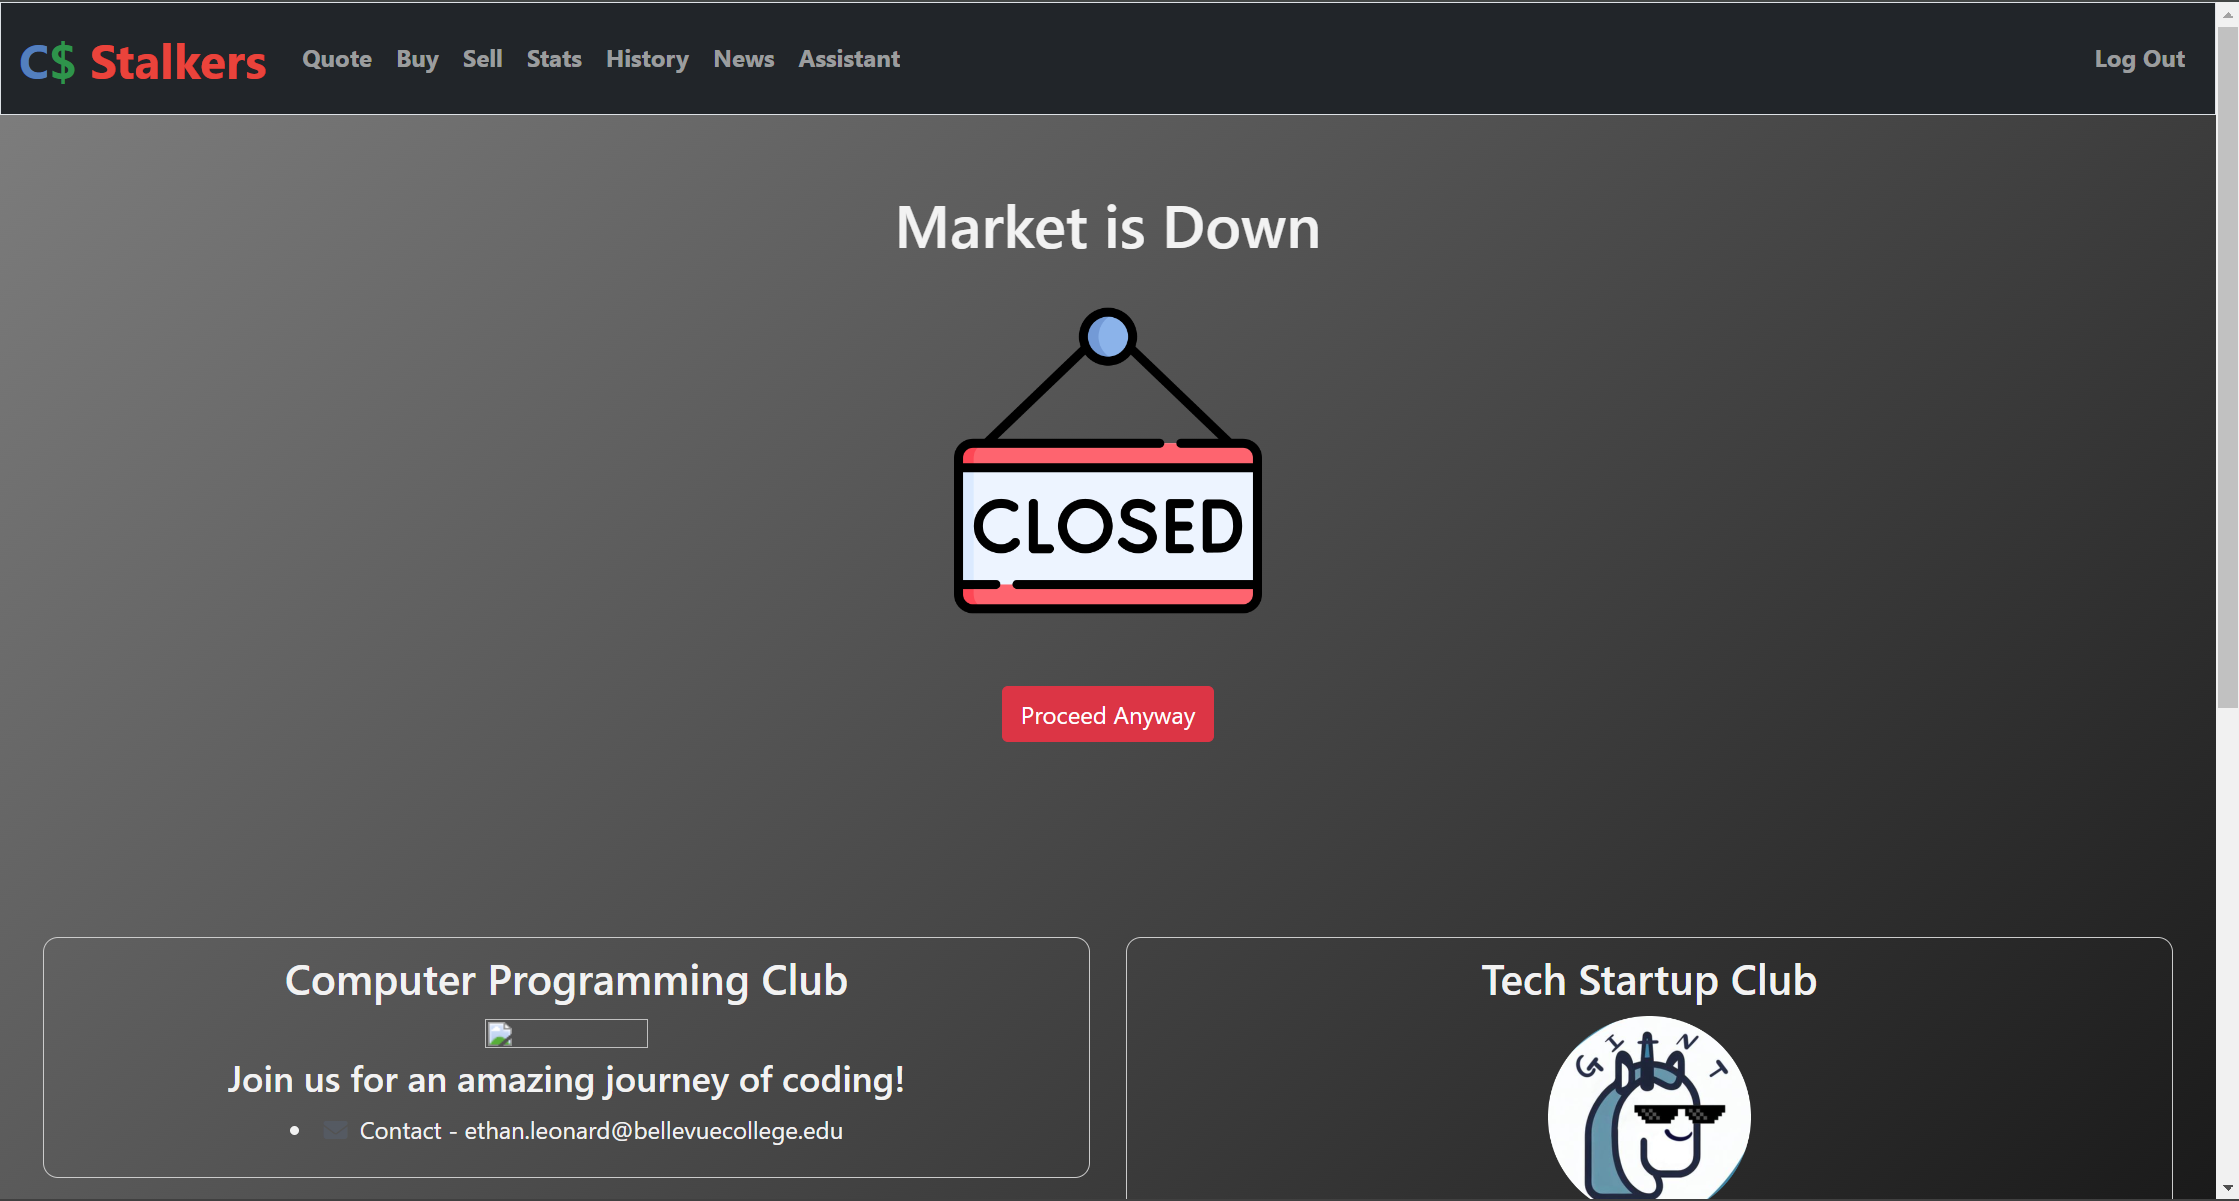 C$ Stalkers Quote Buy Sell Stats History News Assistant Log Out
Market is Down
CLOSED
Proceed Anyway
Computer Programming Club
Join us for an amazing journey of coding!
Contact - ethan.leonard@bellevuecollege.edu
Tech Startup Club
GIANT